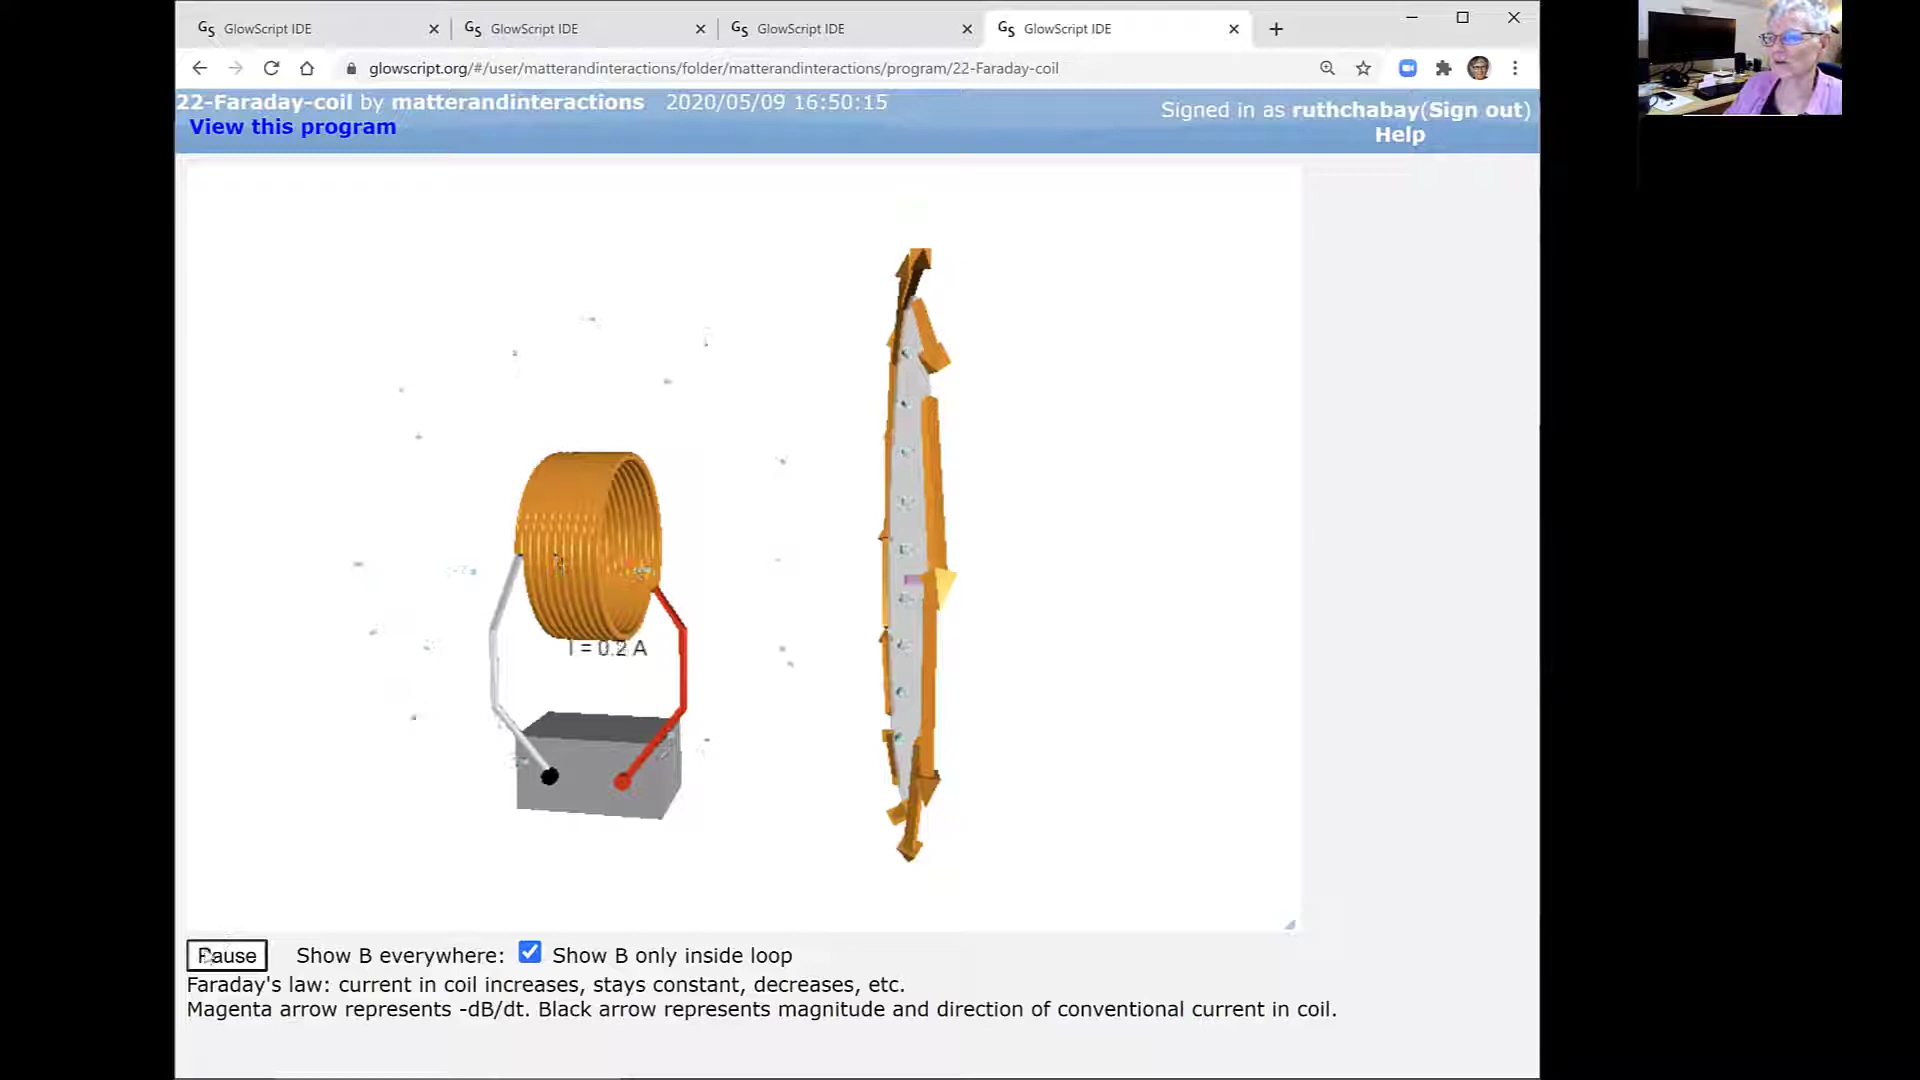 GlowScript IDE GlowScript IDE GlowScript IDE GlowScript IDE
glowscript.org/#/user/matterandinteractions/folder/matterandinteractions/program/22-Faraday-coil
22-Faraday-coil by matterandinteractions 2020/05/09 16:50:15
View this program
Signed in as ruthchabay(Sign out)
Help
I = 0.2 A
Pause Show B everywhere: Show B only inside loop
Faraday's law: current in coil increases, stays constant, decreases, etc.
Magenta arrow represents -dB/dt. Black arrow represents magnitude and direction of conventional current in coil.